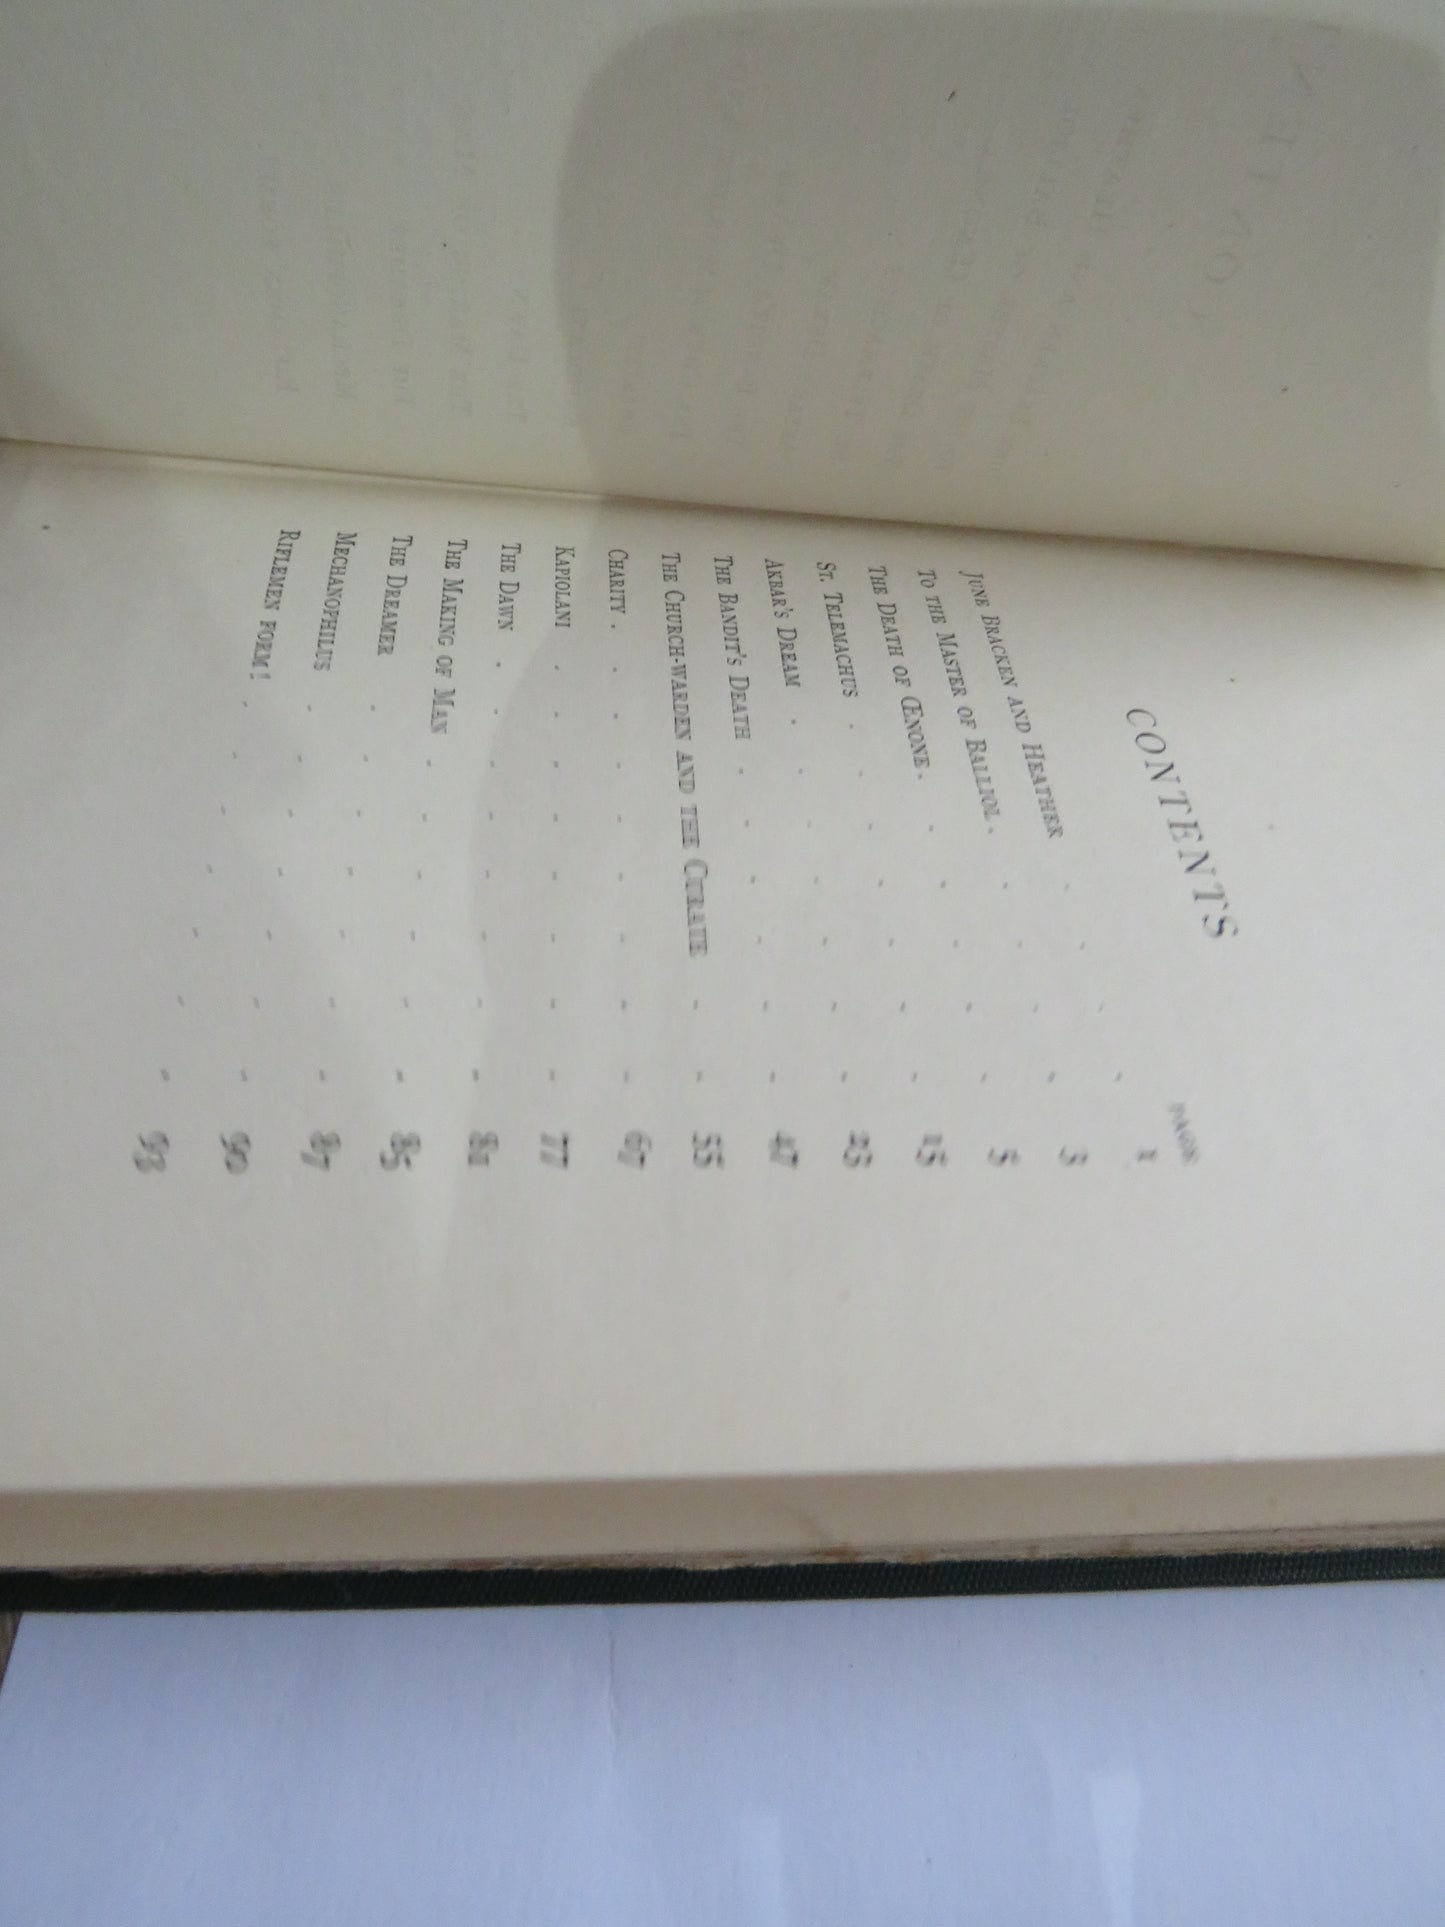 CONTENTS
PAGE
JUNE BRACKEN AND HEATHER . . . . 1
TO THE MASTER OF BALLIOL . . . . . 3
THE DEATH OF ŒNONE . . . . . . 5
ST. TELEMACHUS . . . . . . . 15
AKBAR'S DREAM . . . . . . . 23
THE BANDIT'S DEATH . . . . . . 47
THE CHURCH-WARDEN AND THE CURATE . . 55
CHARITY . . . . . . . . . 67
KAPIOLANI . . . . . . . . 77
THE DAWN . . . . . . . . 81
THE MAKING OF MAN . . . . . . 85
THE DREAMER . . . . . . . 87
MECHANOPHILUS . . . . . . . 90
RIFLEMEN FORM! . . . . . . . 93